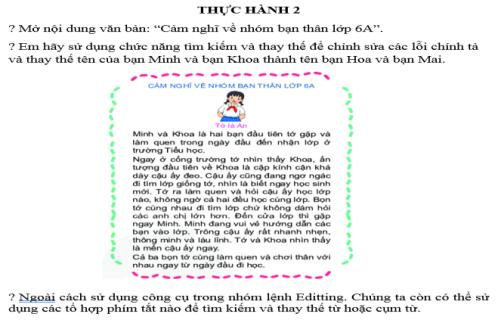 THỰC HÀNH 2
? Mở nội dung văn bản: “Cảm nghĩ về nhóm bạn thân lớp 6A”.
? Em hãy sử dụng chức năng tìm kiếm và thay thế để chỉnh sửa các lỗi chính tả
và thay thế tên của bạn Minh và bạn Khoa thành tên bạn Hoa và bạn Mai.
CẢM NGHĨ VỀ NHÓM BẠN THÂN LỚP 6A
Tớ là An
Minh và Khoa là hai bạn đầu tiên tớ gặp và
làm quen trong ngày đầu đến nhận lớp ở
trường Tiểu học.
Ngay ở cổng trường tớ nhìn thấy Khoa, ấn
tượng đầu tiên về Khoa là cặp kính cận khá
dày cậu ấy đeo. Cậu ấy cũng đang ngơ ngác
đi tìm lớp giống tớ, nhìn là biết ngay học sinh
mới. Tớ ra làm quen và hỏi cậu ấy học lớp
nào, không ngờ cả hai đều học cùng lớp. Bọn
tớ cùng nhau đi tìm lớp chứ không dám hỏi
các anh chị lớn hơn. Đến cửa lớp thì gặp
ngay Minh. Minh đang vui vẻ hướng dẫn các
bạn vào lớp. Trông cậu ấy rất nhanh nhẹn,
thông minh và láu lỉnh. Tớ và Khoa nhìn thấy
là mến cậu ấy ngay.
Cả ba bọn tớ cùng làm quen và chơi thân với
nhau ngay từ ngày đầu đi học.
? Ngoài cách sử dụng công cụ trong nhóm lệnh Editting. Chúng ta còn có thể sử
dụng các tổ hợp phím tắt nào để tìm kiếm và thay thế từ hoặc cụm từ.